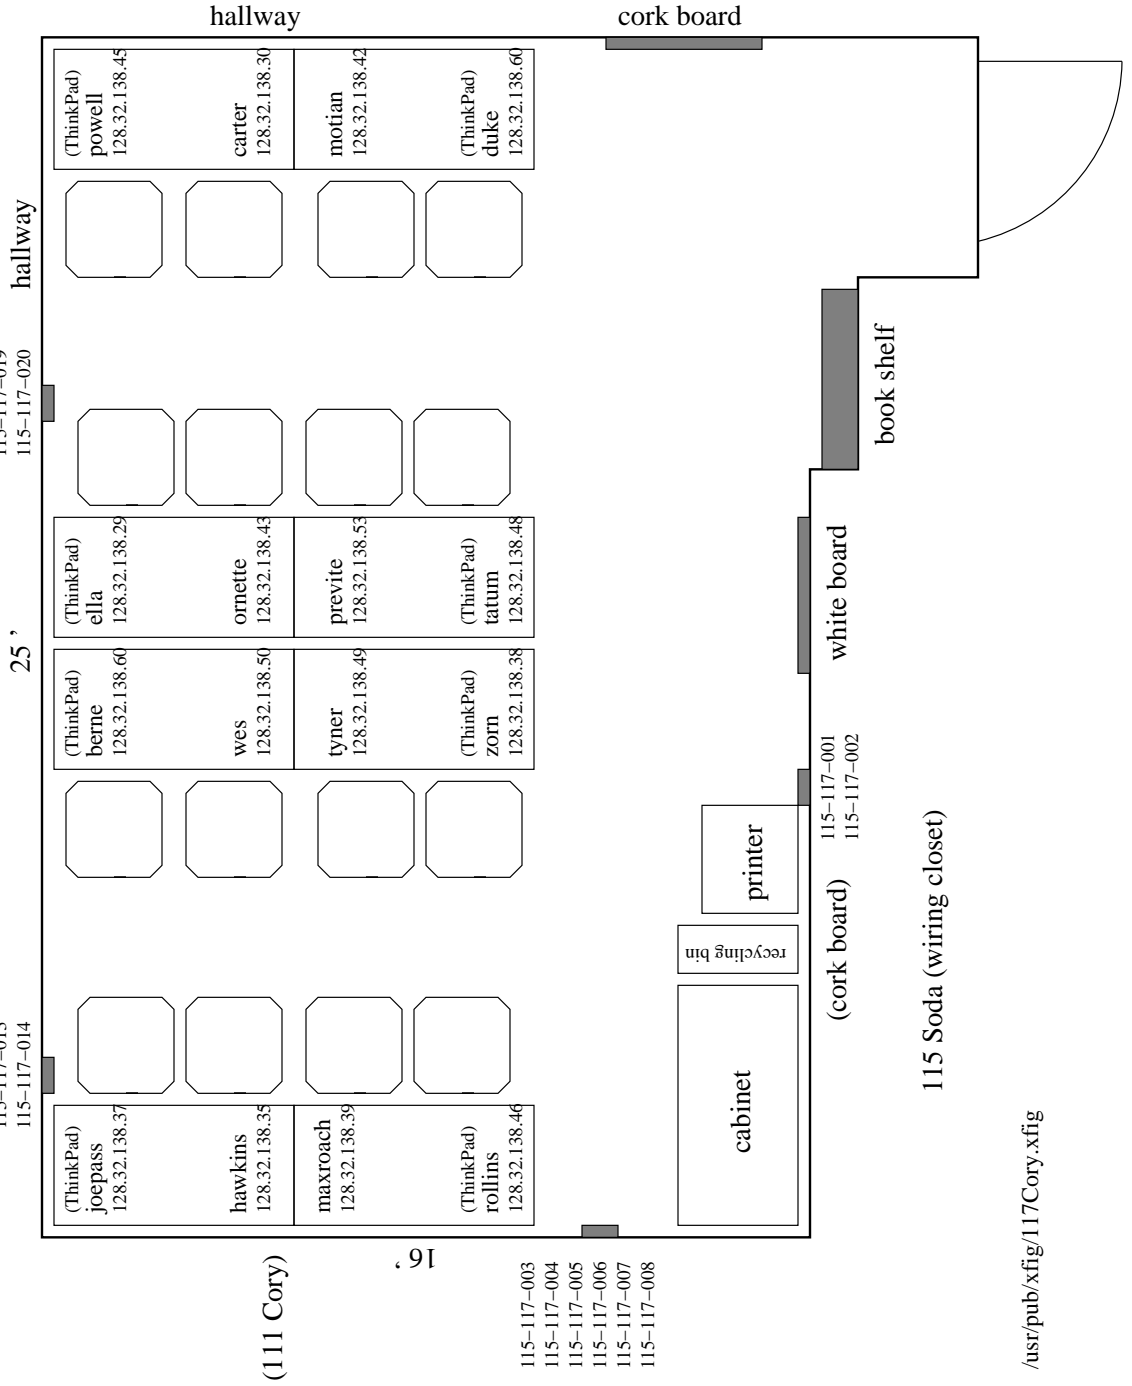 hallway
cork board
hallway
(ThinkPad)
powell
128.32.138.45
carter
128.32.138.30
motian
128.32.138.42
(ThinkPad)
duke
128.32.138.60
115-117-020
(ThinkPad)
ella
128.32.138.29
ornette
128.32.138.43
previte
128.32.138.53
(ThinkPad)
tatum
128.32.138.48
book shelf
25 '
(ThinkPad)
berne
128.32.138.60
wes
128.32.138.50
tyner
128.32.138.49
(ThinkPad)
zorn
128.32.138.38
white board
115-117-001
115-117-002
printer
recycling bin
(cork board)
115 Soda (wiring closet)
115-117-014
(ThinkPad)
joepass
128.32.138.37
hawkins
128.32.138.35
maxroach
128.32.138.39
(ThinkPad)
rollins
128.32.138.46
cabinet
(111 Cory)
16 '
115-117-003
115-117-004
115-117-005
115-117-006
115-117-007
115-117-008
/usr/pub/xfig/117Cory.xfig